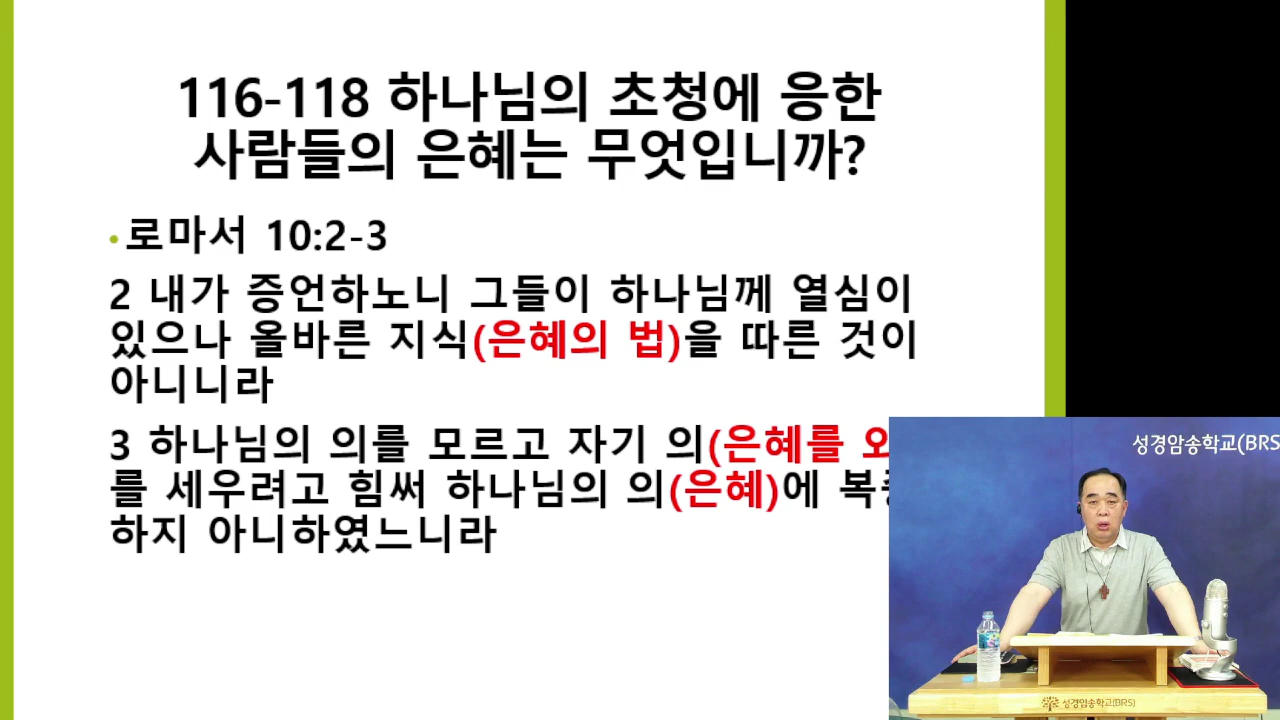 116-118 하나님의 초청에 응한
사람들의 은혜는 무엇입니까?
• 로마서 10:2-3
2 내가 증언하노니 그들이 하나님께 열심이
있으나 올바른 지식(은혜의 법)을 따른 것이
아니니라
3 하나님의 의를 모르고 자기 의(은혜를 오
를 세우려고 힘써 하나님의 의(은혜)에 복종
하지 아니하였느니라
성경암송학교(BRS
성경암송학교(BRS)